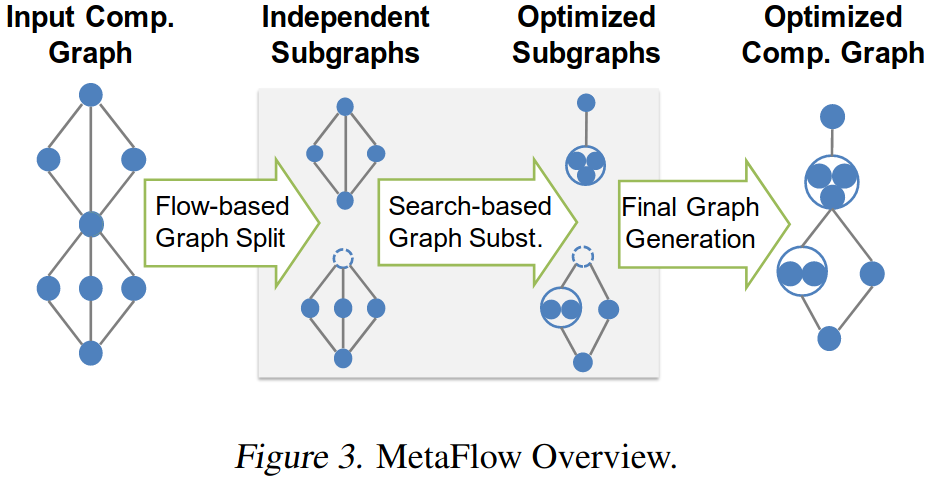 Input Comp.
Graph
Independent
Subgraphs
Optimized
Subgraphs
Optimized
Comp. Graph
Flow-based
Graph Split
Search-based
Graph Subst.
Final Graph
Generation
Figure 3. MetaFlow Overview.